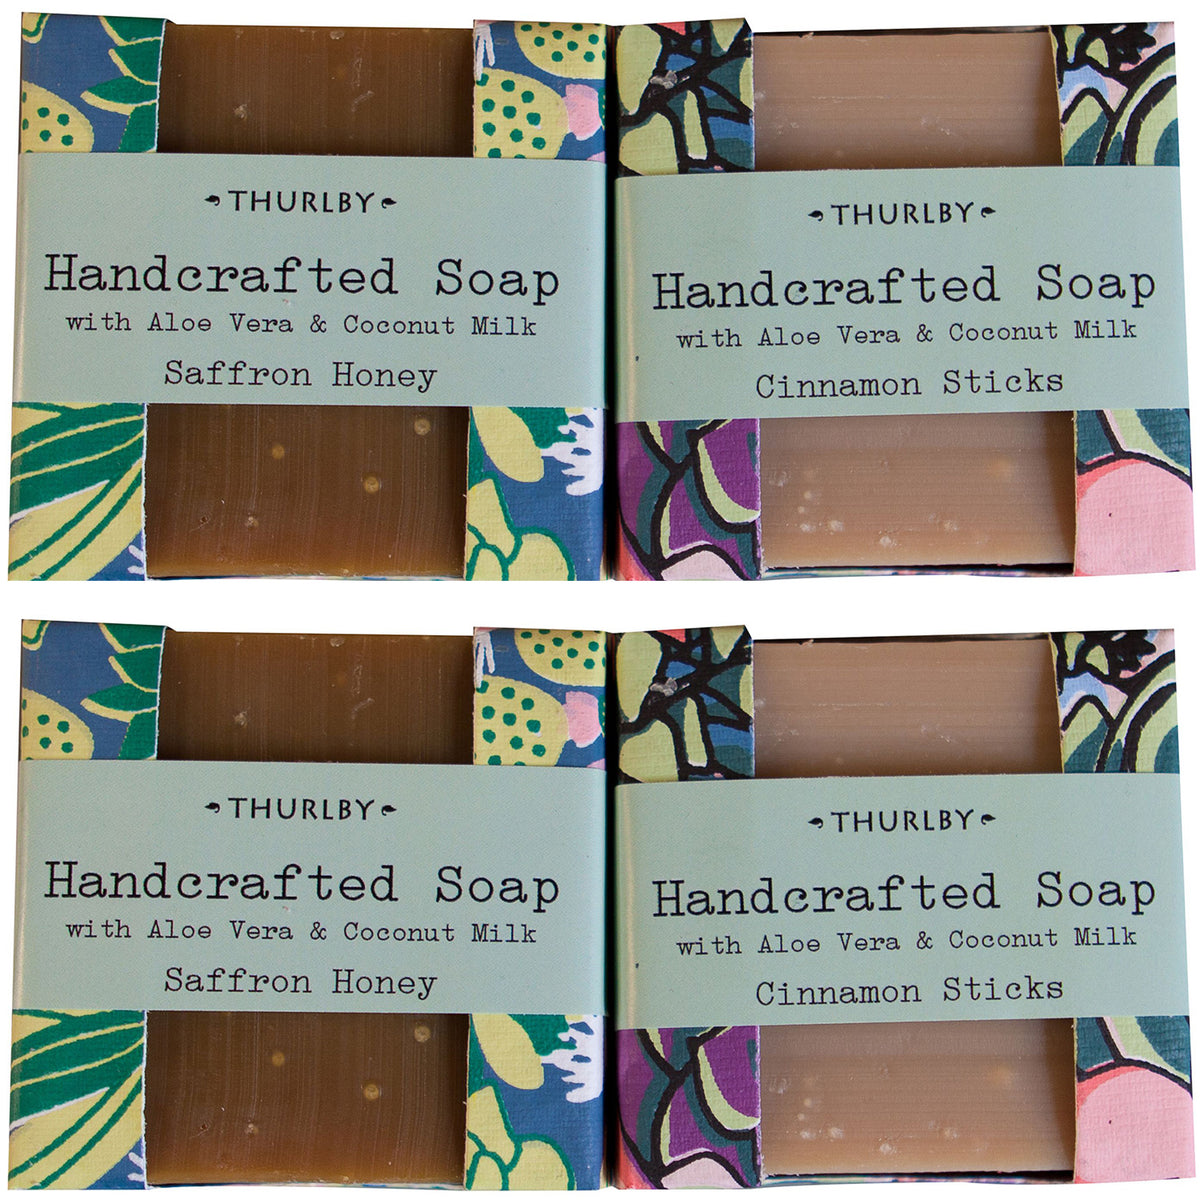 THURLBY
Handcrafted Soap
with Aloe Vera & Coconut Milk
Saffron Honey
THURLBY
Handcrafted Soap
with Aloe Vera & Coconut Milk
Cinnamon Sticks
THURLBY
Handcrafted Soap
with Aloe Vera & Coconut Milk
Saffron Honey
THURLBY
Handcrafted Soap
with Aloe Vera & Coconut Milk
Cinnamon Sticks